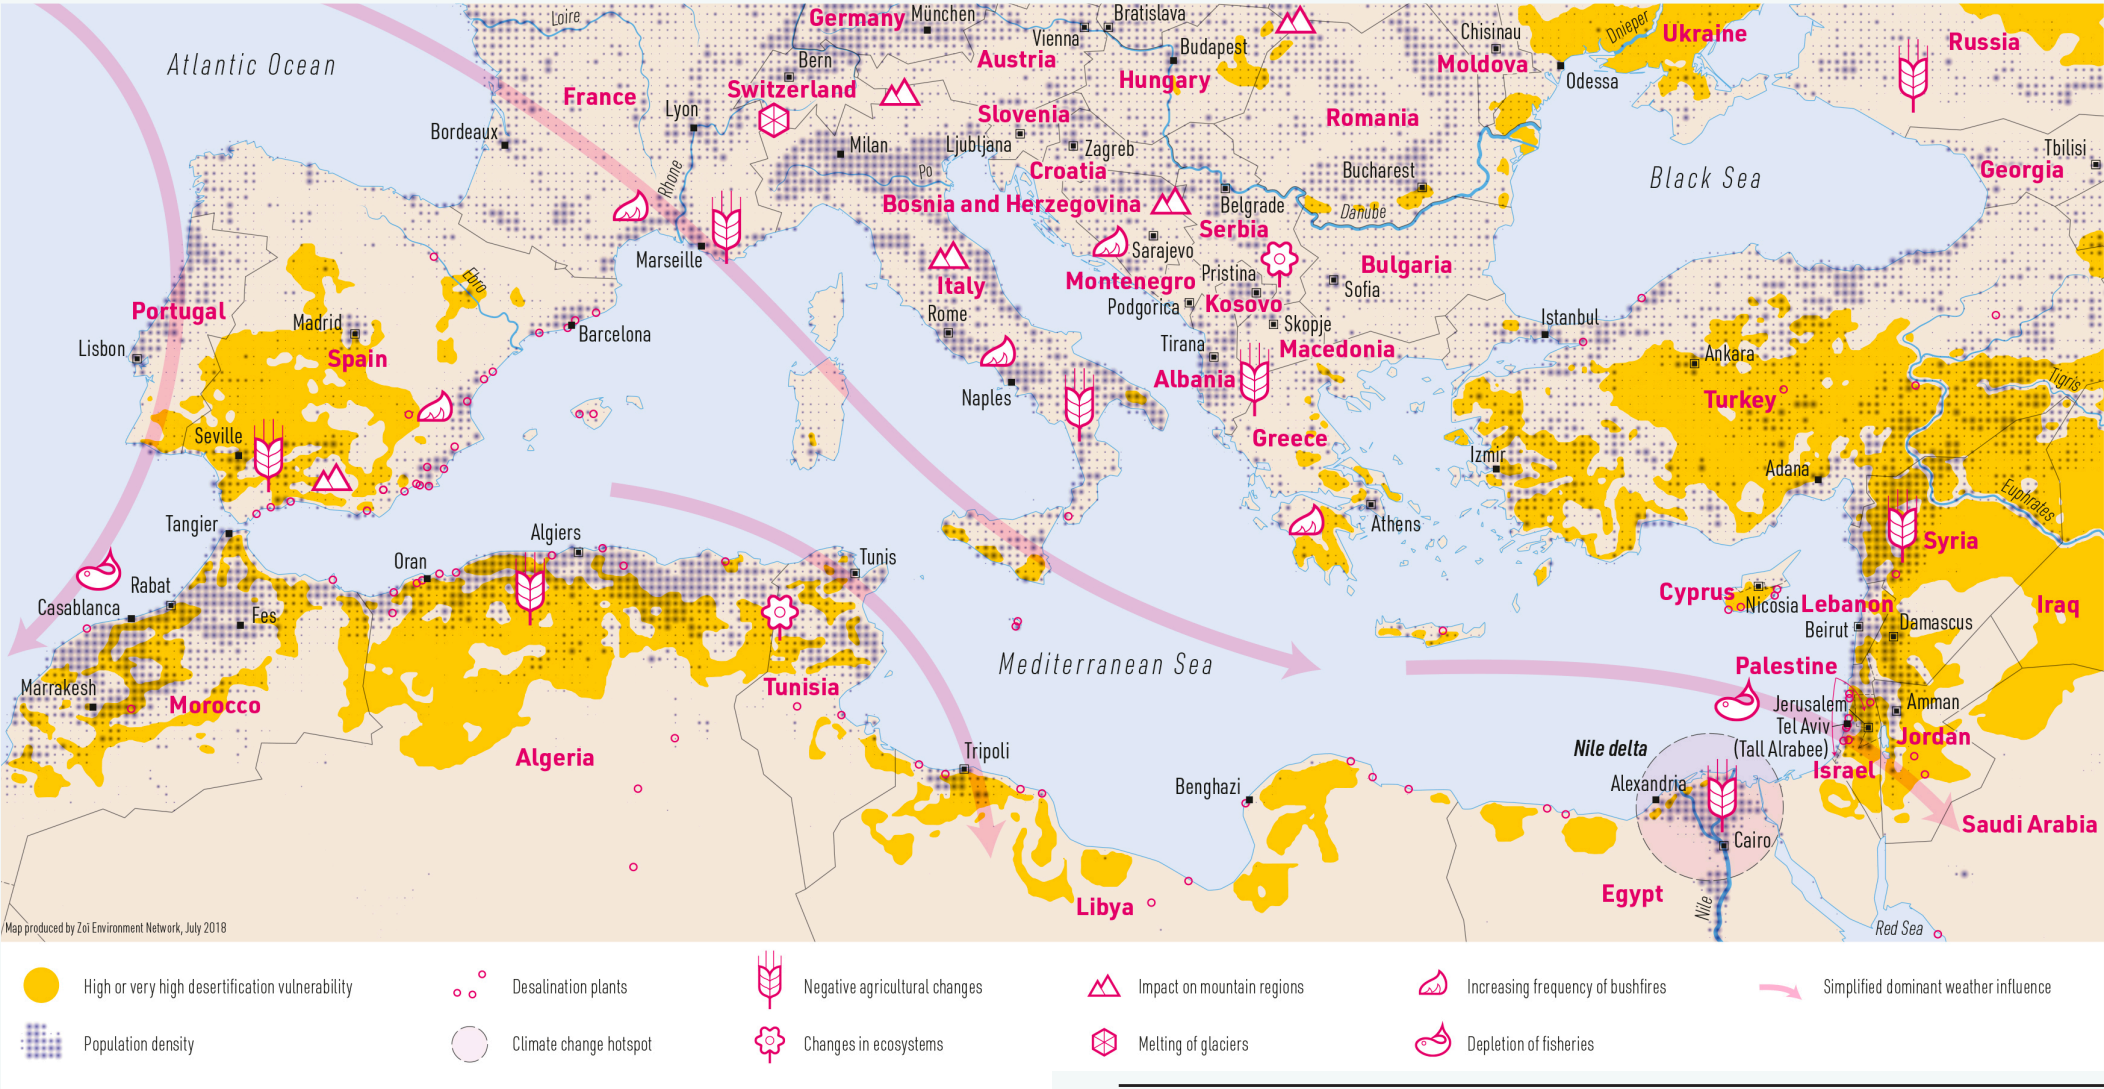 Loire
Germany
München
Bratislava
Vienna
Budapest
Austria
Hungary
Bern
Switzerland
France
Lyon
Bordeaux
Slovenia
Ljubljana
Zagreb
Croatia
Milan
Po
Rhone
Atlantic Ocean
Chisinau
Moldova
Odessa
Dnieper
Ukraine
Russia
Romania
Bucharest
Danube
Black Sea
Tbilisi
Georgia
Bosnia and Herzegovina
Belgrade
Serbia
Sarajevo
Montenegro
Pristina
Podgorica
Kosovo
Bulgaria
Sofia
Skopje
Macedonia
Tirana
Albania
Greece
Athens
Marseille
Italy
Rome
Naples
Ebro
Portugal
Lisbon
Madrid
Spain
Barcelona
Seville
Istanbul
Ankara
Turkey
Izmir
Adana
Tigris
Euphrates
Syria
Cyprus
Nicosia
Lebanon
Beirut
Damascus
Iraq
Palestine
Jerusalem
Tel Aviv
(Tall Alrabee)
Amman
Jordan
Israel
Saudi Arabia
Tangier
Rabat
Casablanca
Fes
Marrakesh
Morocco
Oran
Algiers
Algeria
Tunis
Tunisia
Mediterranean Sea
Tripoli
Benghazi
Libya
Nile delta
Alexandria
Cairo
Egypt
Nile
Red Sea
Map produced by Zoï Environment Network, July 2018
High or very high desertification vulnerability
Desalination plants
Negative agricultural changes
Impact on mountain regions
Increasing frequency of bushfires
Simplified dominant weather influence
Population density
Climate change hotspot
Changes in ecosystems
Melting of glaciers
Depletion of fisheries